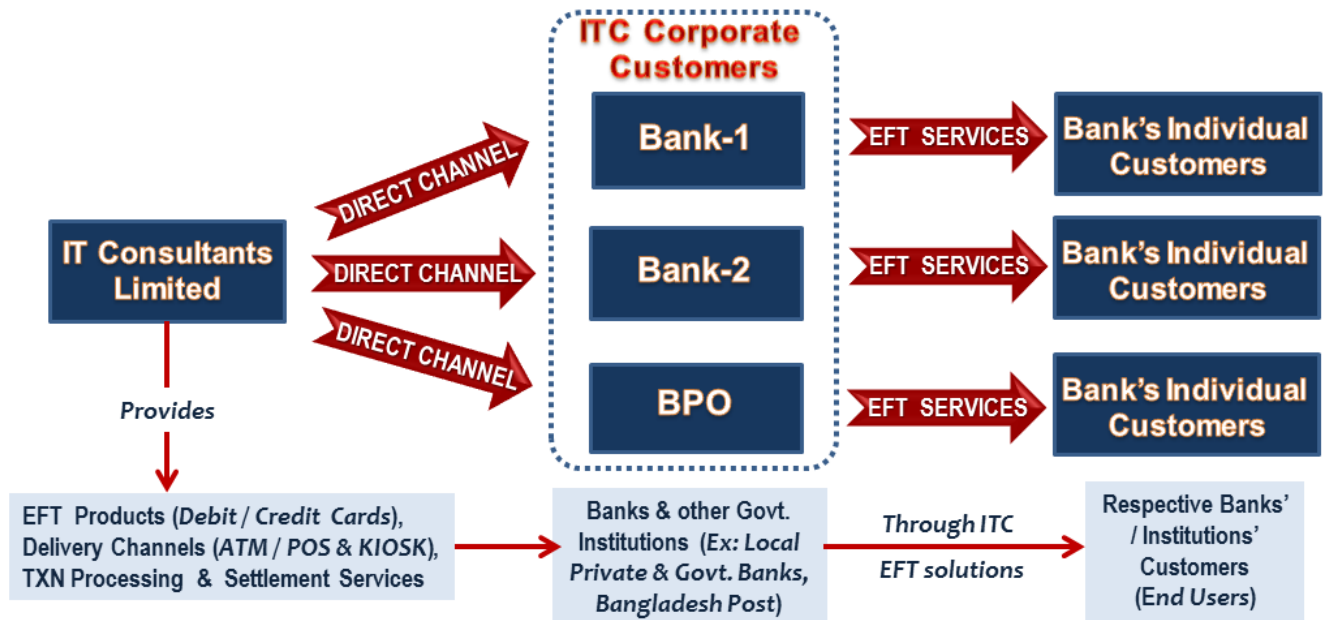 ITC Corporate
Customers
Bank-1
EFT SERVICES
Bank's Individual
Customers
DIRECT CHANNEL
IT Consultants
Limited
DIRECT CHANNEL
Bank-2
EFT SERVICES
Bank's Individual
Customers
DIRECT CHANNEL
BPO
EFT SERVICES
Bank's Individual
Customers
Provides
EFT Products (Debit / Credit Cards),
Delivery Channels (ATM / POS & KIOSK),
TXN Processing & Settlement Services
Banks & other Govt.
Institutions (Ex: Local
Private & Govt. Banks,
Bangladesh Post)
Through ITC
EFT solutions
Respective Banks'
/ Institutions'
Customers
(End Users)